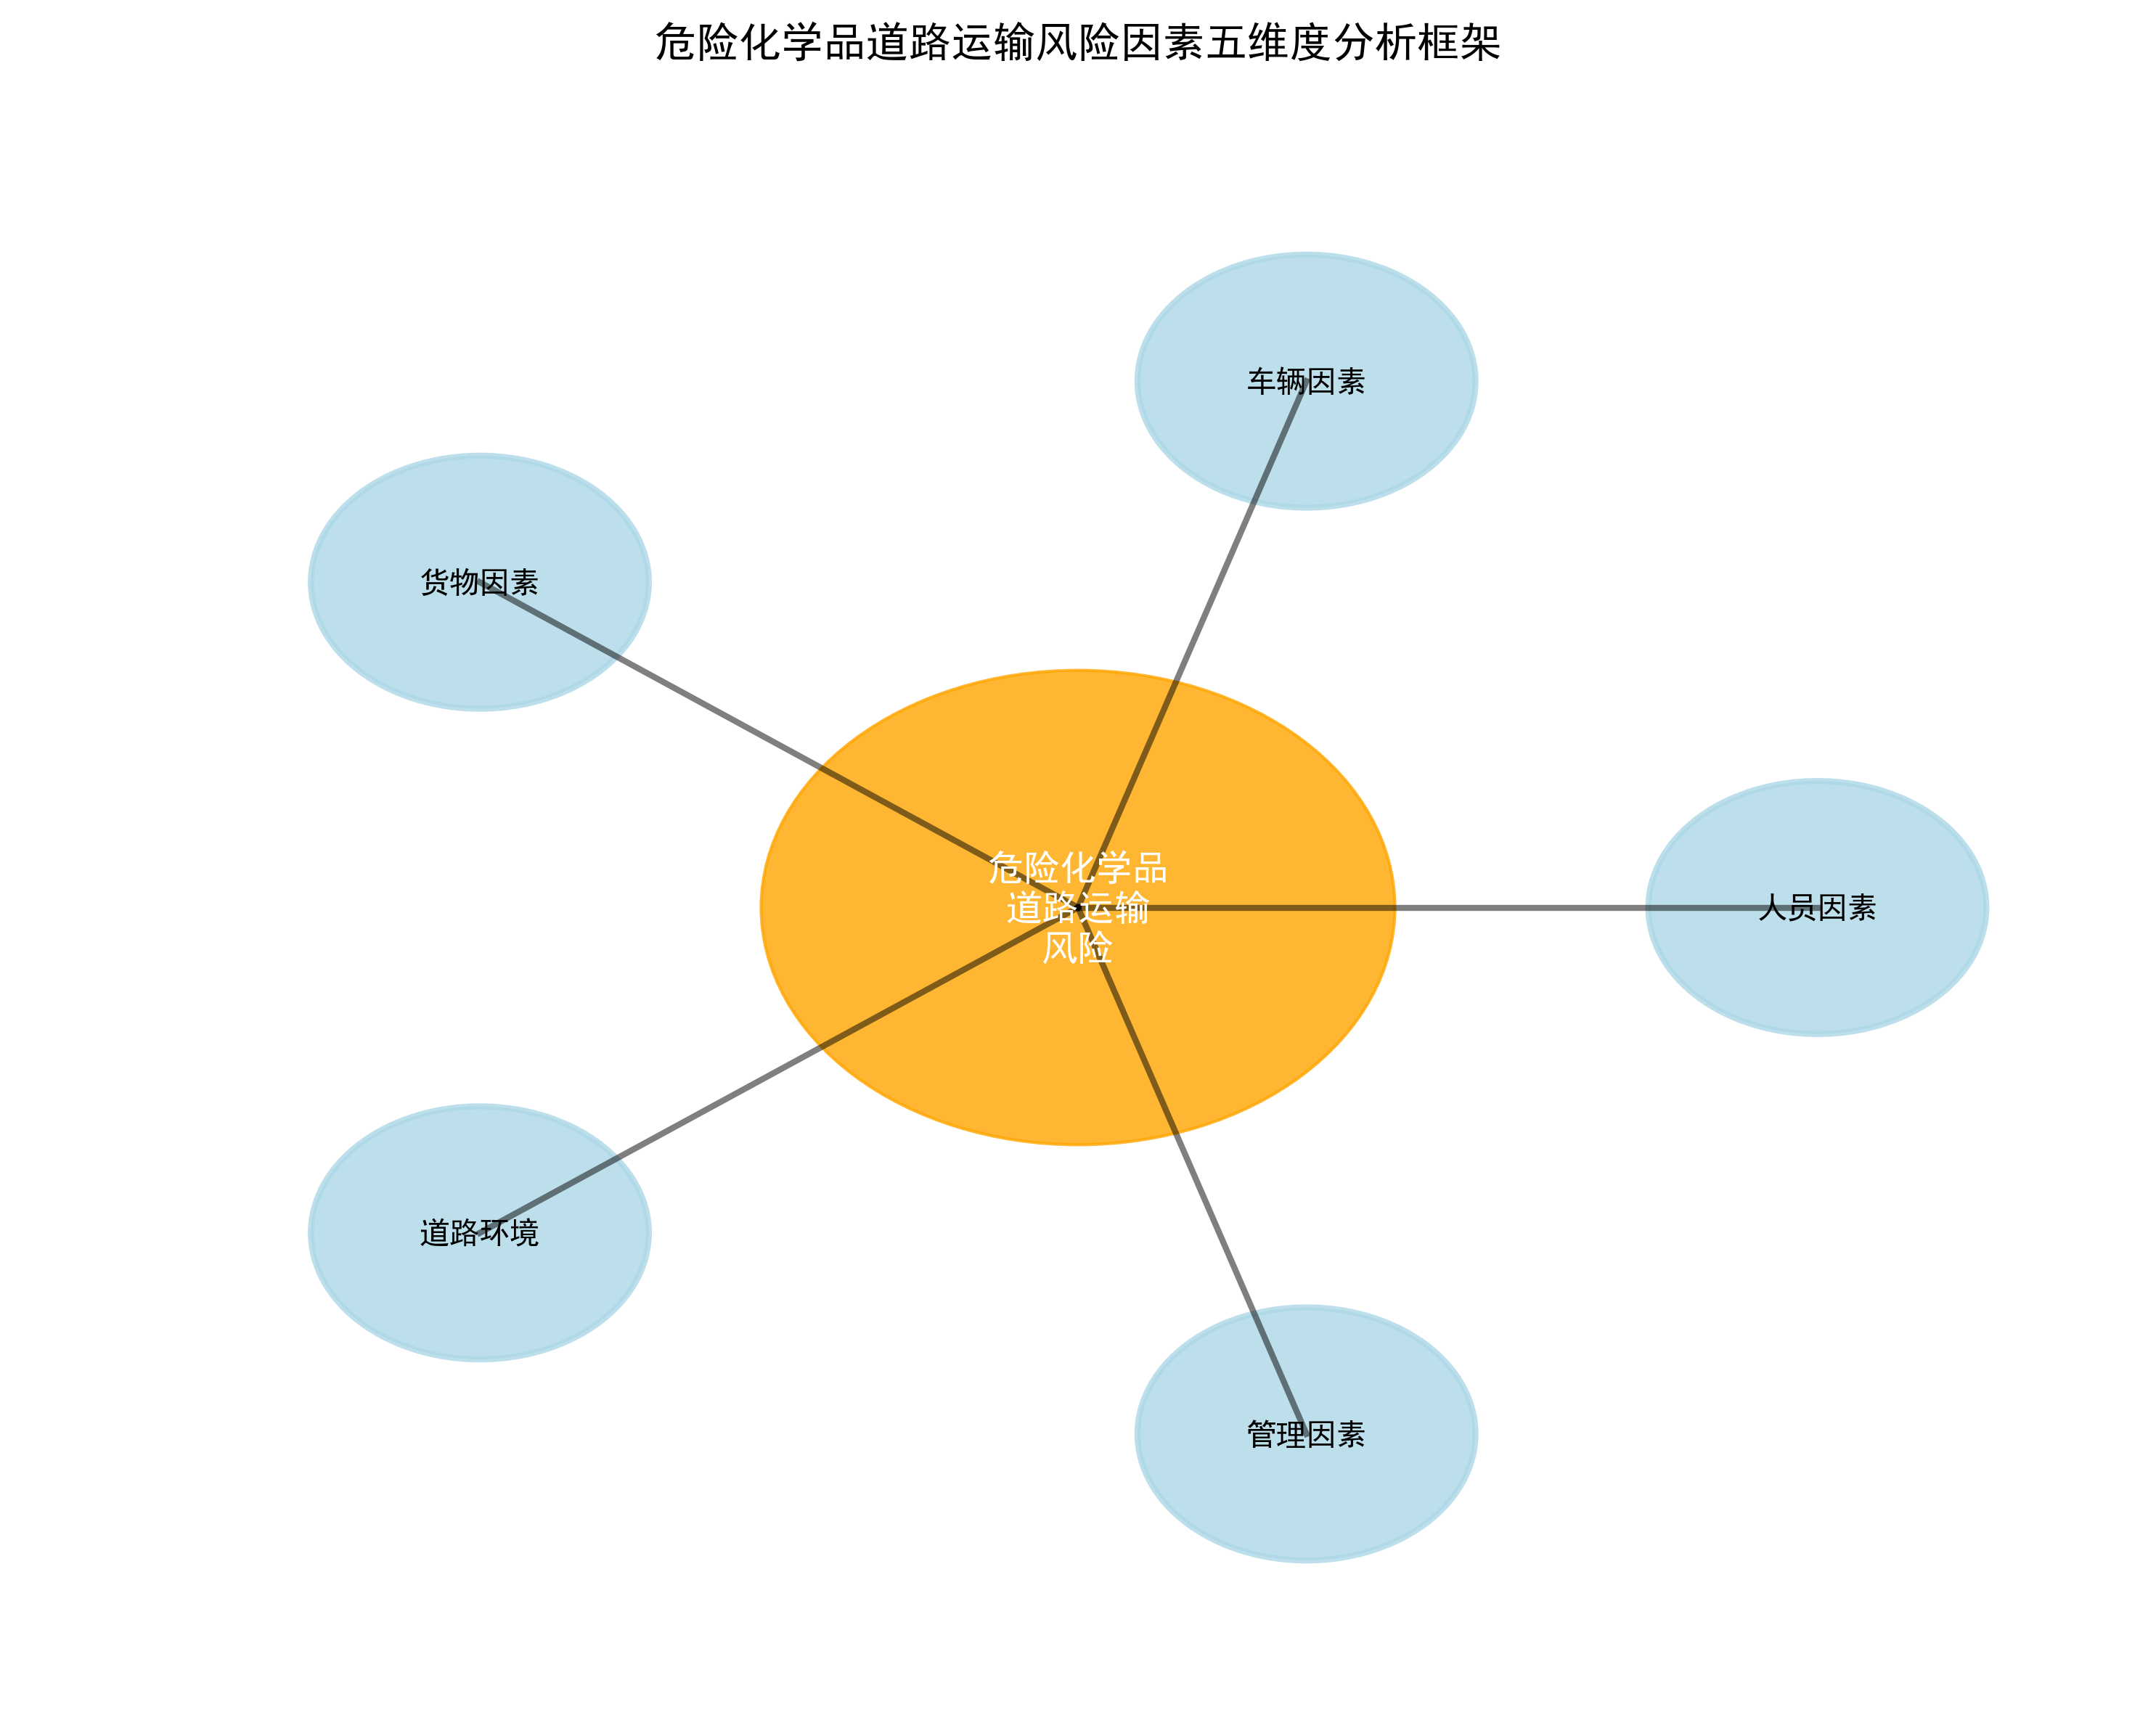 危险化学品道路运输风险因素五维度分析框架
车辆因素
货物因素
危险化学品
道路运输
风险
人员因素
道路环境
管理因素